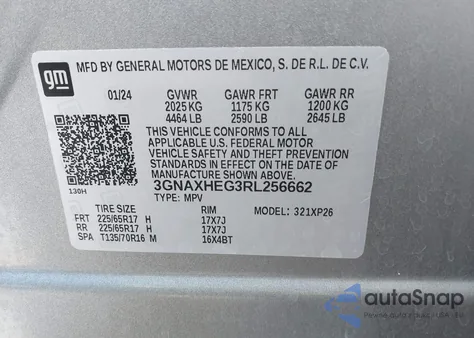 gm
MFD BY GENERAL MOTORS DE MEXICO, S. DE R.L. DE C.V.
01/24 GVWR GAWR FRT GAWR RR
2025 KG 1175 KG 1200 KG
4464 LB 2590 LB 2645 LB
THIS VEHICLE CONFORMS TO ALL
APPLICABLE U.S. FEDERAL MOTOR
VEHICLE SAFETY AND THEFT PREVENTION
STANDARDS IN EFFECT ON THE DATE OF
MANUFACTURE SHOWN ABOVE.
3GNAXHEG3RL256662
130H
TYPE: MPV
TIRE SIZE RIM MODEL: 321XP26
FRT 225/65R17 H 17X7J
RR 225/65R17 H 17X7J
SPA T135/70R16 M 16X4BT
autoSnap